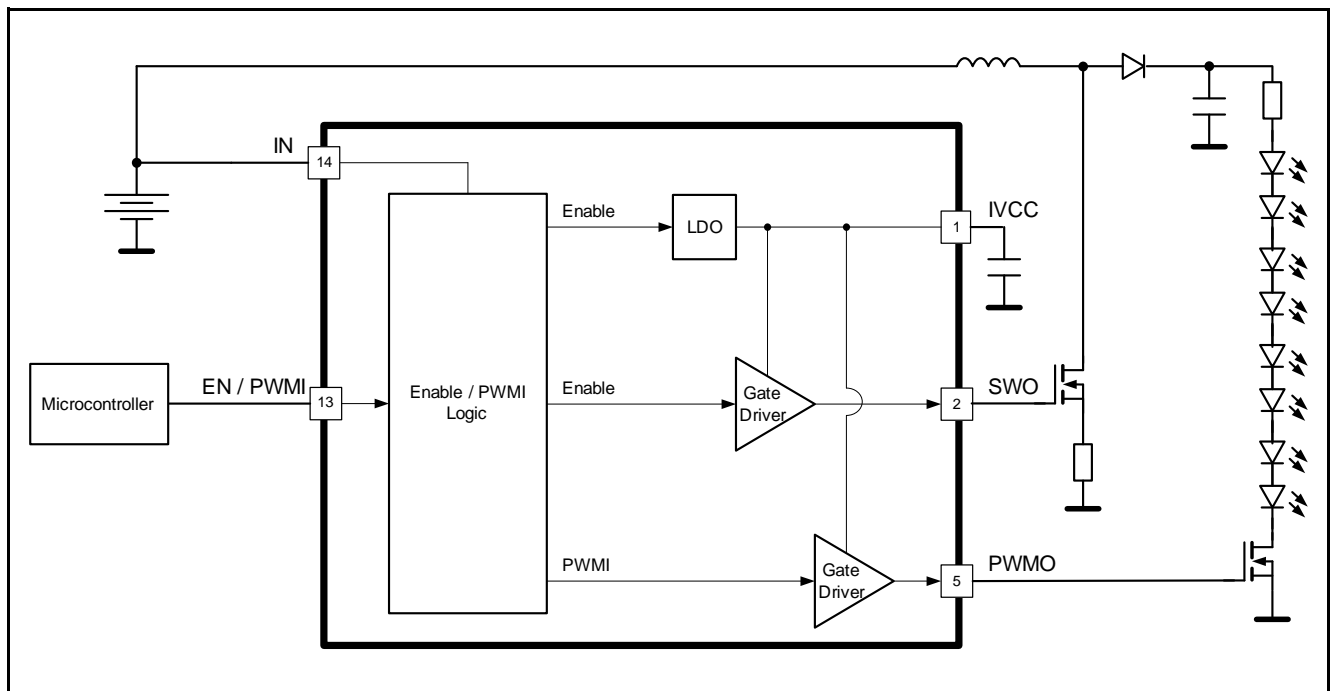 IN
14
Enable
LDO
1
IVCC
Microcontroller
EN / PWMI
13
Enable / PWMI
Logic
Enable
Gate
Driver
2
SWO
PWMI
Gate
Driver
5
PWMO